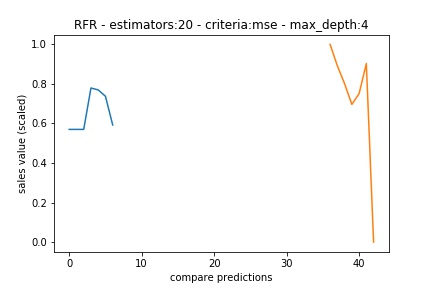 RFR - estimators:20 - criteria:mse - max_depth:4
sales value (scaled)
1.0
0.8
0.6
0.4
0.2
0.0
0 10 20 30 40
compare predictions